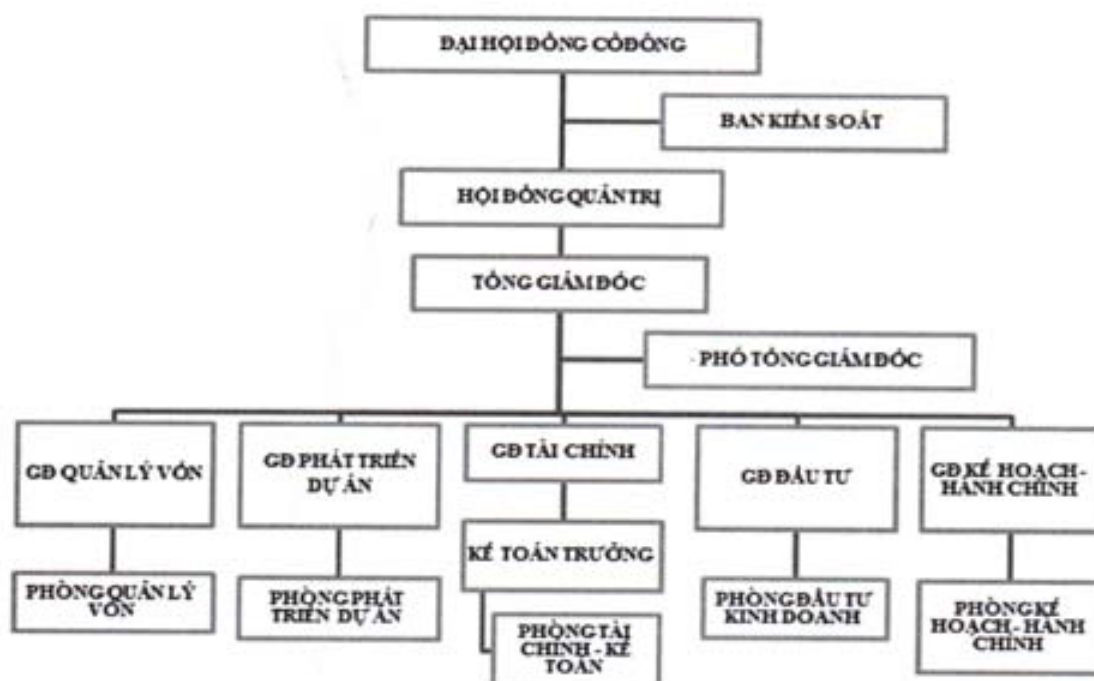 ĐẠI HỘI ĐỒNG CỔ ĐÔNG
BAN KIỂM SOÁT
HỘI ĐỒNG QUẢN TRỊ
TỔNG GIÁM ĐỐC
PHÓ TỔNG GIÁM ĐỐC
GĐ QUẢN LÝ VỐN
GĐ PHÁT TRIỂN
DỰ ÁN
GĐ TÀI CHÍNH
GĐ ĐẦU TƯ
GĐ KẾ HOẠCH-
HÀNH CHÍNH
KẾ TOÁN TRƯỞNG
PHÒNG QUẢN LÝ
VỐN
PHÒNG PHÁT
TRIỂN DỰ ÁN
PHÒNG TÀI
CHÍNH - KẾ
TOÁN
PHÒNG ĐẦU TƯ
KINH DOANH
PHÒNG KẾ
HOẠCH - HÀNH
CHÍNH